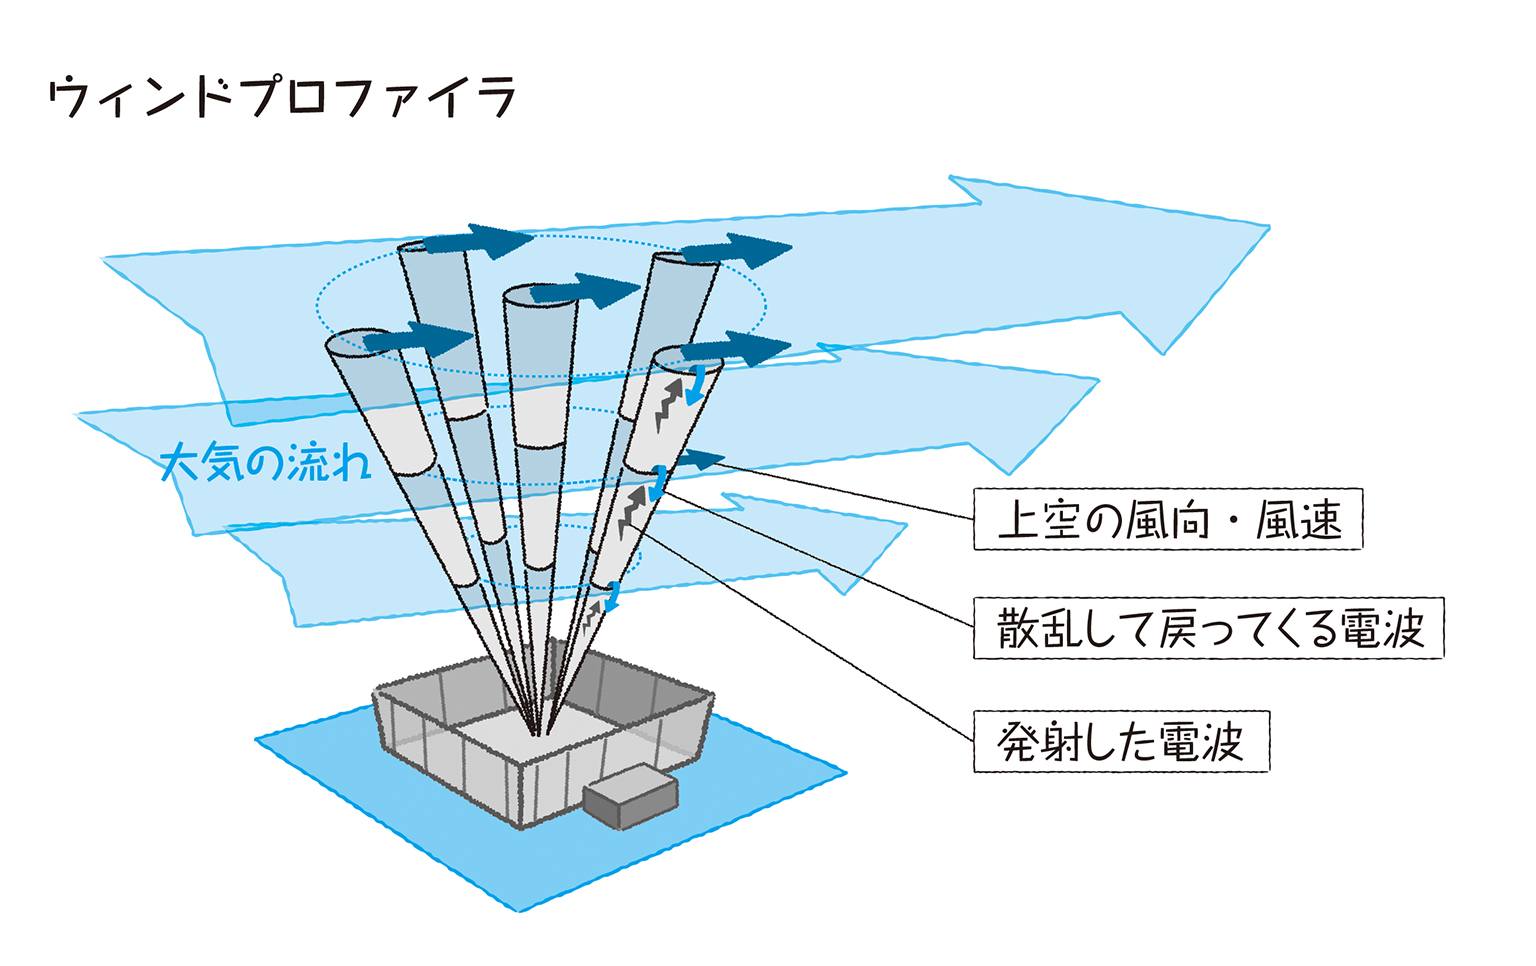 ウィンドプロファイラ
大気の流れ
上空の風向・風速
散乱して戻ってくる電波
発射した電波